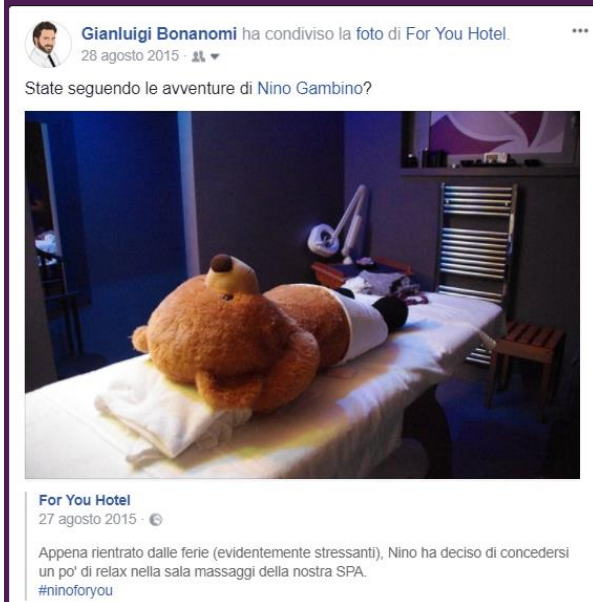 Gianluigi Bonanomi ha condiviso la foto di For You Hotel.
28 agosto 2015
State seguendo le avventure di Nino Gambino?
For You Hotel
27 agosto 2015
Appena rientrato dalle ferie (evidentemente stressanti), Nino ha deciso di concedersi
un po' di relax nella sala massaggi della nostra SPA.
#ninoforyou